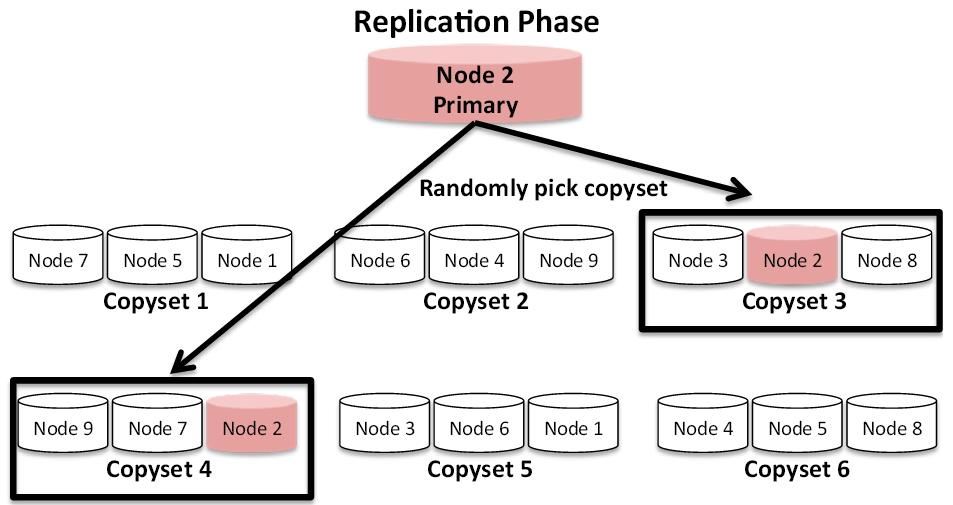 Replication Phase
Node 2
Primary
Randomly pick copyset
Node 7 Node 5 Node 1
Copyset 1
Node 6 Node 4 Node 9
Copyset 2
Node 3 Node 2 Node 8
Copyset 3
Node 9 Node 7 Node 2
Copyset 4
Node 3 Node 6 Node 1
Copyset 5
Node 4 Node 5 Node 8
Copyset 6